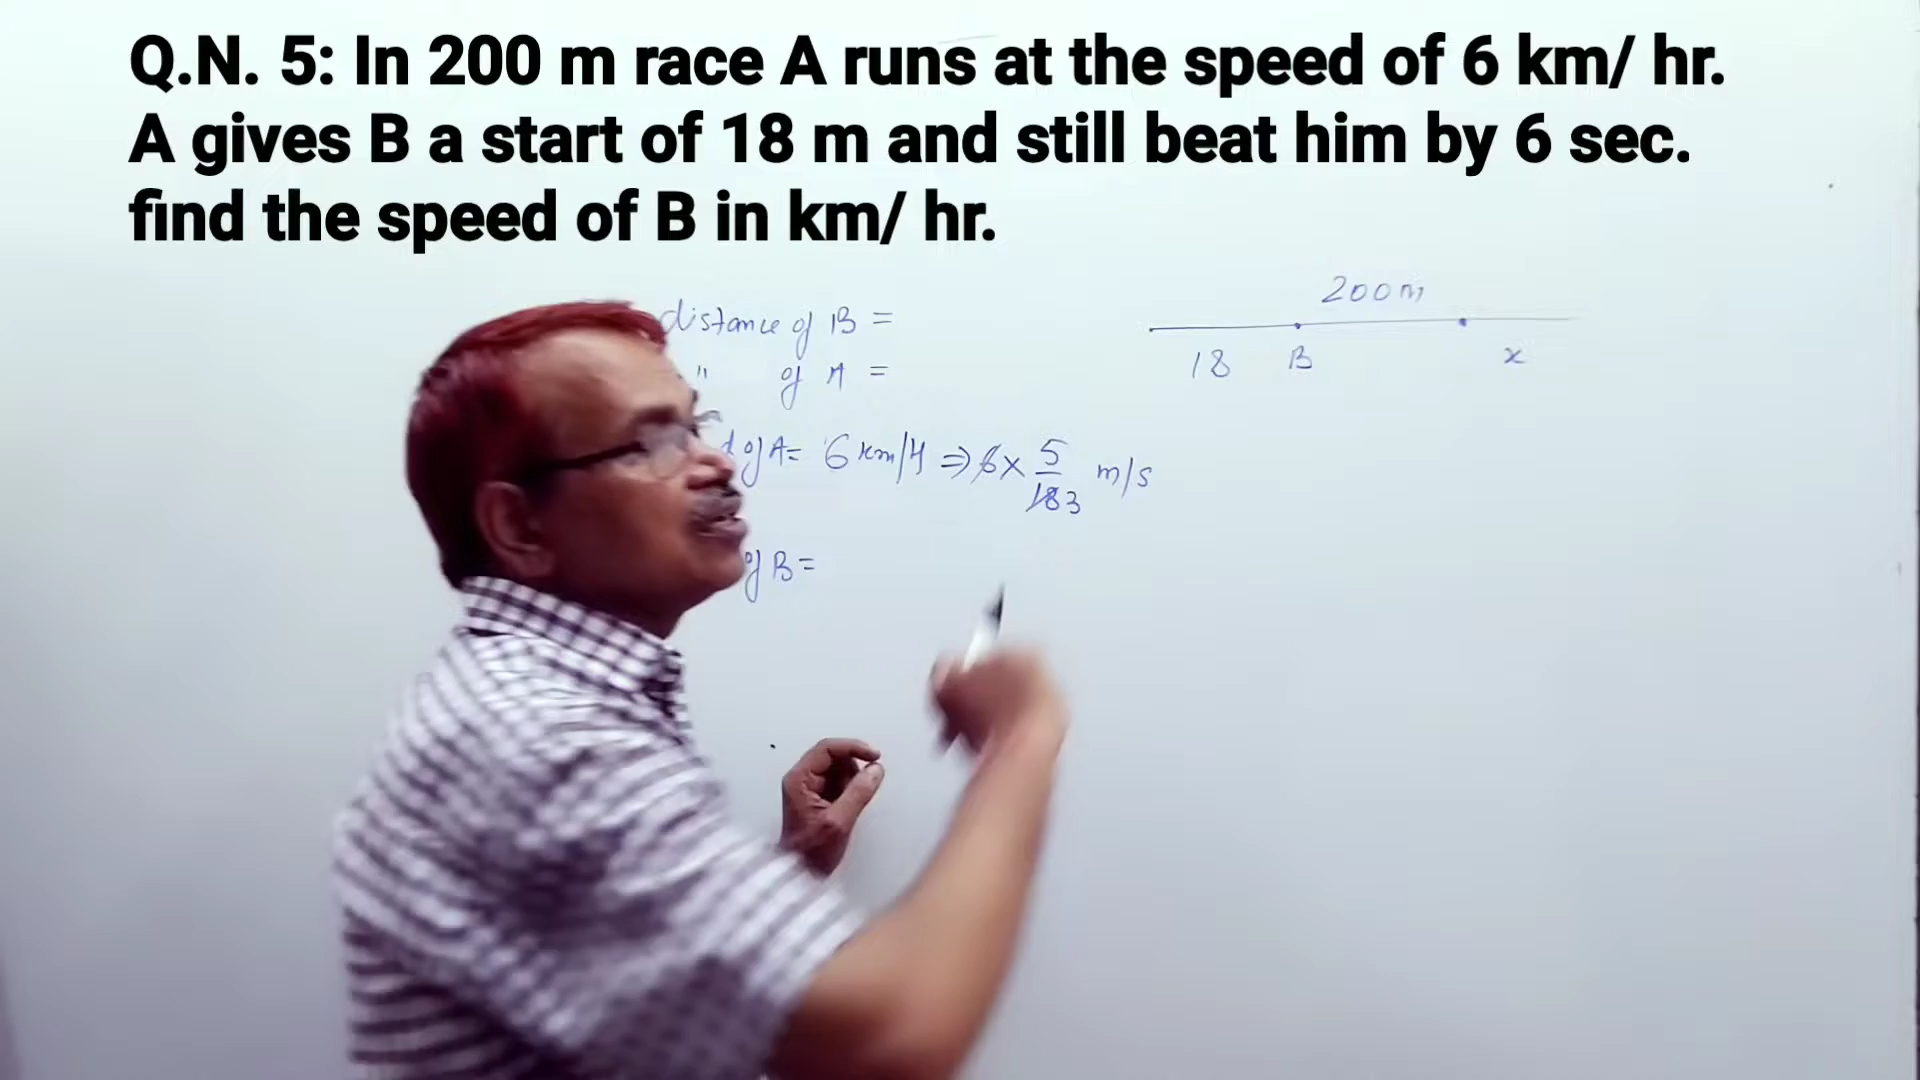 Q.N. 5: In 200 m race A runs at the speed of 6 km/ hr.
A gives B a start of 18 m and still beat him by 6 sec.
find the speed of B in km/ hr.
200m
distance of B =
18 B x
" of A =
of A = 6 km/H ⇒ 6 × 5/18 3 m/s
of B =